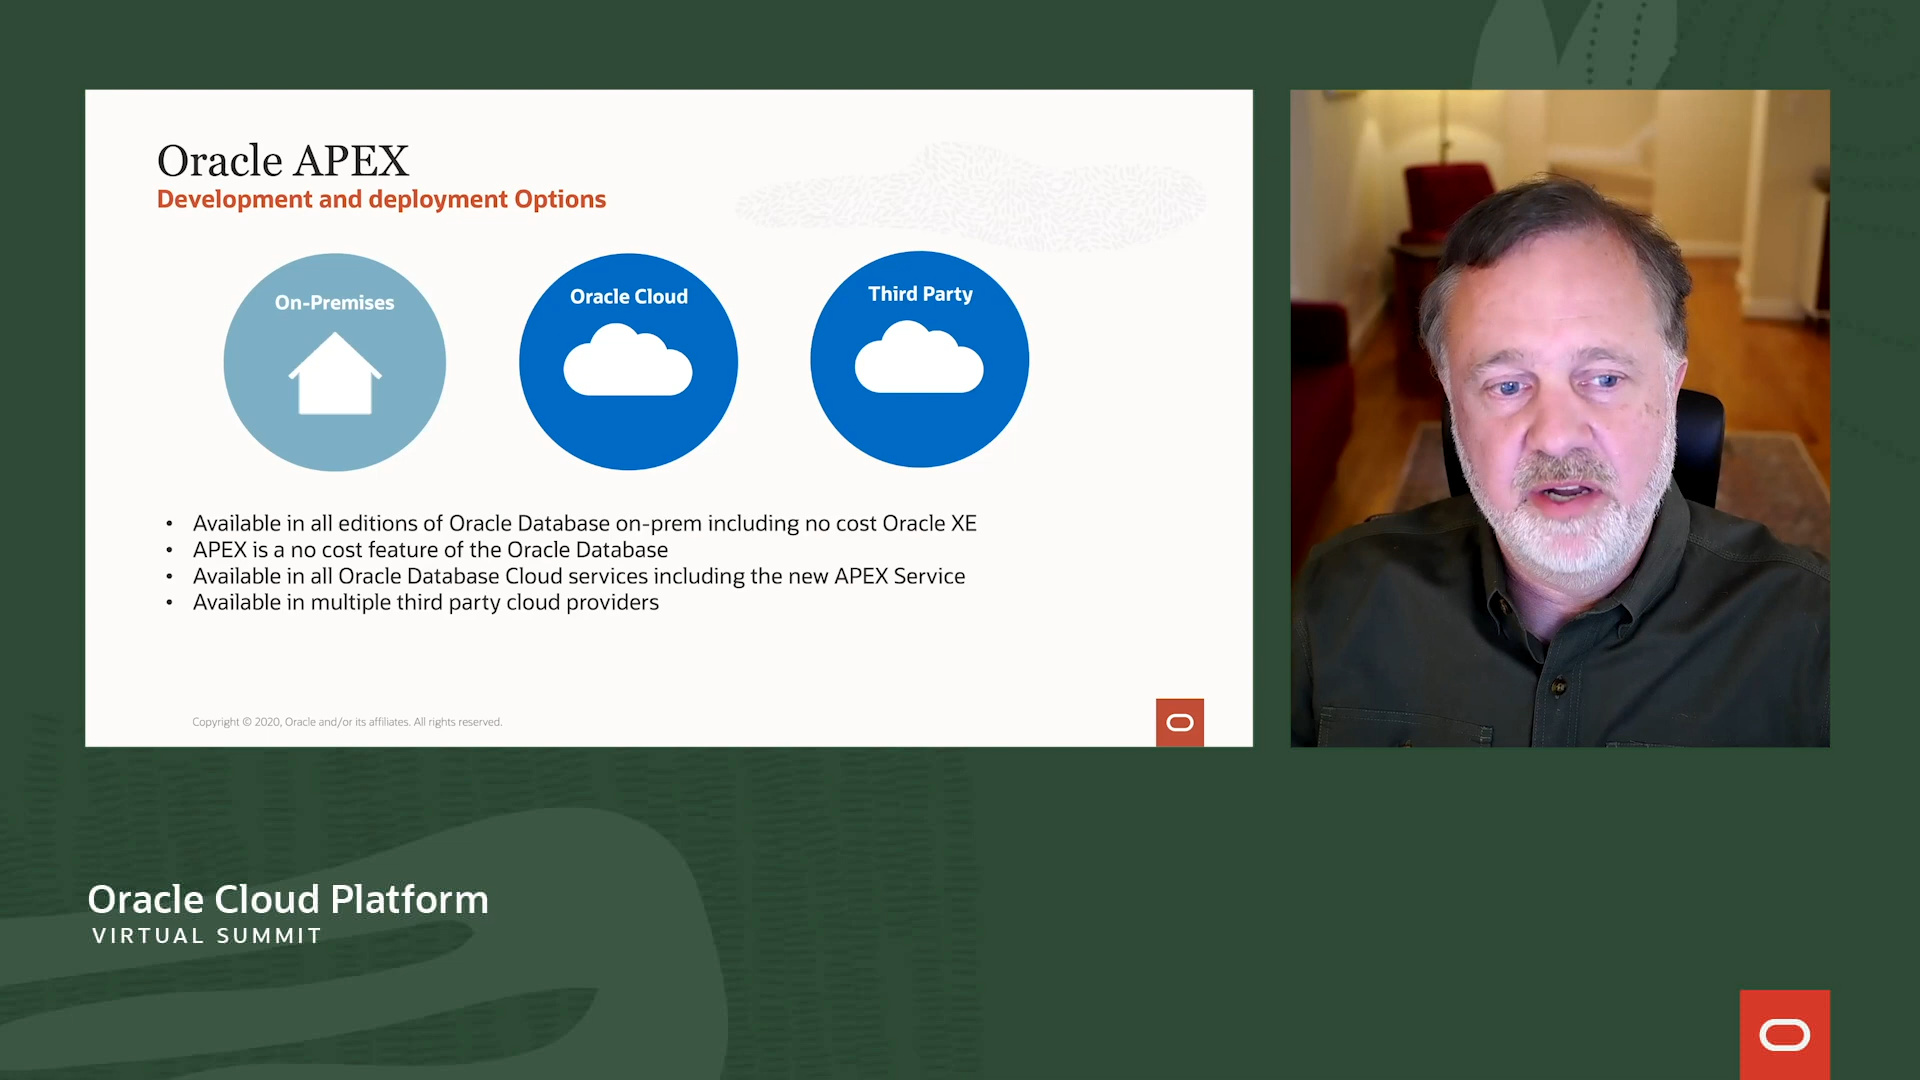 Oracle APEX
Development and deployment Options
On-Premises
Oracle Cloud
Third Party
• Available in all editions of Oracle Database on-prem including no cost Oracle XE
• APEX is a no cost feature of the Oracle Database
• Available in all Oracle Database Cloud services including the new APEX Service
• Available in multiple third party cloud providers
Copyright © 2020, Oracle and/or its affiliates. All rights reserved.
Oracle Cloud Platform
VIRTUAL SUMMIT